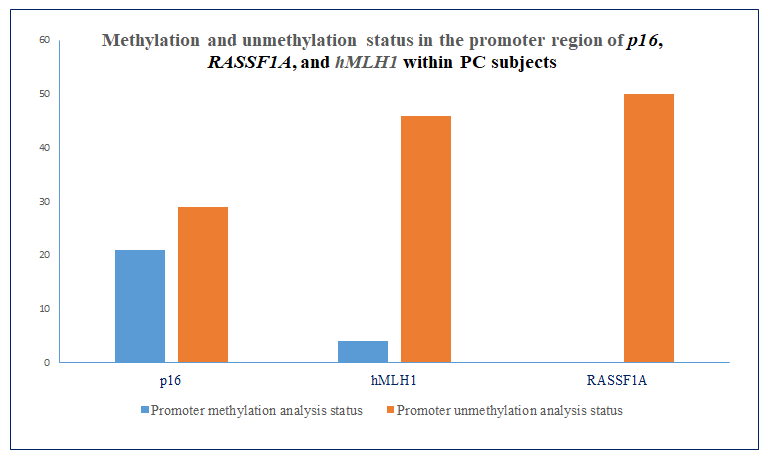 Methylation and unmethylation status in the promoter region of p16,
RASSF1A, and hMLH1 within PC subjects
60
50
40
30
20
10
0
p16 hMLH1 RASSF1A
Promoter methylation analysis status Promoter unmethylation analysis status